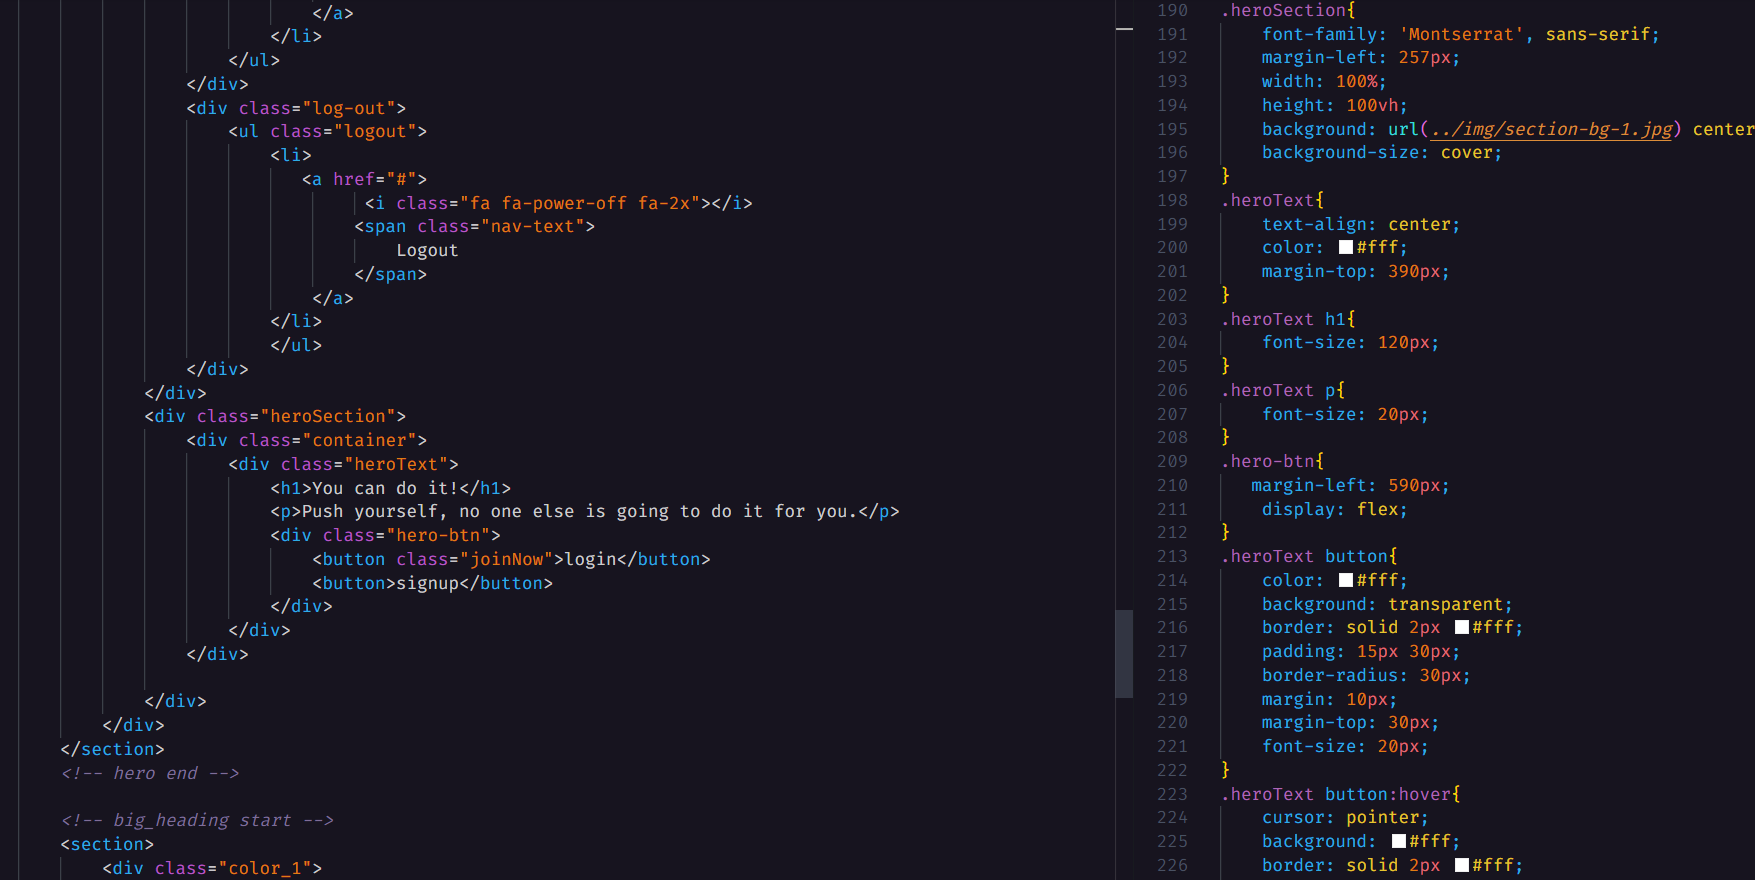 </a>
</li>
</ul>
</div>
<div class="log-out">
<ul class="logout">
<li>
<a href="#">
<i class="fa fa-power-off fa-2x"></i>
<span class="nav-text">
Logout
</span>
</a>
</li>
</ul>
</div>
</div>
<div class="heroSection">
<div class="container">
<div class="heroText">
<h1>You can do it!</h1>
<p>Push yourself, no one else is going to do it for you.</p>
<div class="hero-btn">
<button class="joinNow">login</button>
<button>signup</button>
</div>
</div>
</div>
</div>
</div>
</section>
<!-- hero end -->
<!-- big_heading start -->
<section>
<div class="color_1">
190 .heroSection{
191 font-family: 'Montserrat', sans-serif;
192 margin-left: 257px;
193 width: 100%;
194 height: 100vh;
195 background: url(../img/section-bg-1.jpg) center
196 background-size: cover;
197 }
198 .heroText{
199 text-align: center;
200 color: #fff;
201 margin-top: 390px;
202 }
203 .heroText h1{
204 font-size: 120px;
205 }
206 .heroText p{
207 font-size: 20px;
208 }
209 .hero-btn{
210 margin-left: 590px;
211 display: flex;
212 }
213 .heroText button{
214 color: #fff;
215 background: transparent;
216 border: solid 2px #fff;
217 padding: 15px 30px;
218 border-radius: 30px;
219 margin: 10px;
220 margin-top: 30px;
221 font-size: 20px;
222 }
223 .heroText button:hover{
224 cursor: pointer;
225 background: #fff;
226 border: solid 2px #fff;